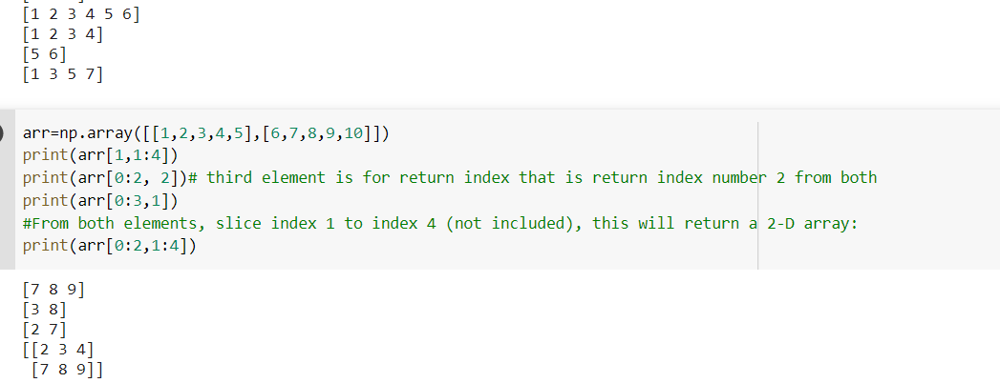 [1 2 3 4 5 6]
[1 2 3 4]
[5 6]
[1 3 5 7]
arr=np.array([[1,2,3,4,5],[6,7,8,9,10]])
print(arr[1,1:4])
print(arr[0:2, 2])# third element is for return index that is return index number 2 from both
print(arr[0:3,1])
#From both elements, slice index 1 to index 4 (not included), this will return a 2-D array:
print(arr[0:2,1:4])
[7 8 9]
[3 8]
[2 7]
[[2 3 4]
 [7 8 9]]